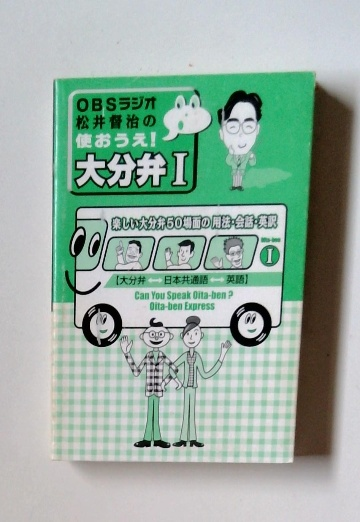 OBSラジオ
松井督治の
使おうえ!
大分弁I
楽しい大分弁50場面の用法・会話・英訳
Oita-ben
I
【大分弁↔日本共通語↔英語】
Can You Speak Oita-ben?
Oita-ben Express